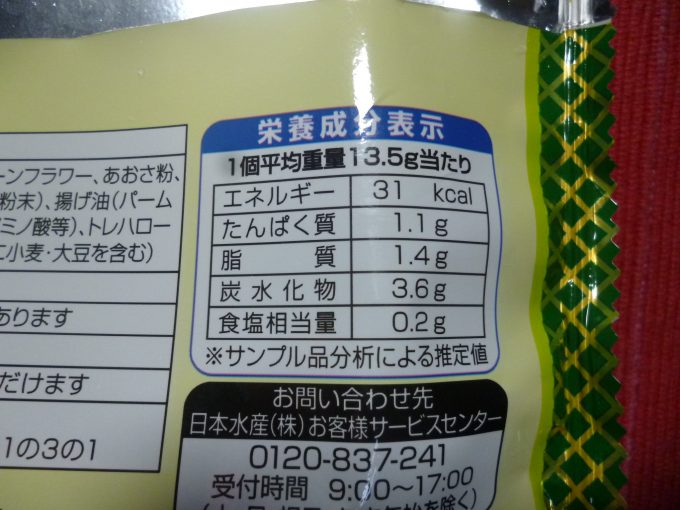 栄養成分表示
1個平均重量13.5g当たり
エネルギー 31 kcal
たんぱく質 1.1g
脂質 1.4g
炭水化物 3.6g
食塩相当量 0.2g
※サンプル品分析による推定値
ーンフラワー、あおさ粉、
粉末)、揚げ油(パーム
ミノ酸等)、トレハロー
に小麦・大豆を含む)
あります
だけます
1の3の1
お問い合わせ先
日本水産(株)お客様サービスセンター
0120-837-241
受付時間 9:00〜17:00
を除く)